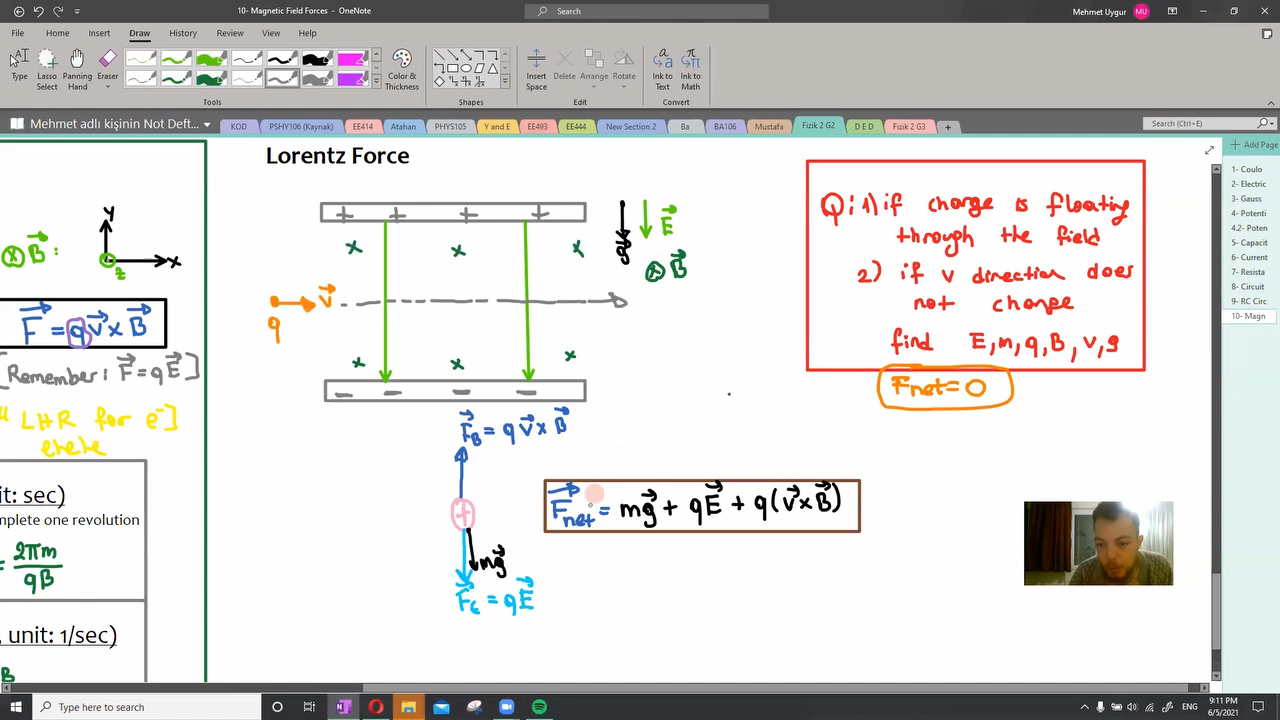 10- Magnetic Field Forces - OneNote
Search
Mehmet Uygur
MU
File
Home
Insert
Draw
History
Review
View
Help
Type
Lasso Select
Panning Hand
Eraser
Color & Thickness
Insert Space
Delete
Arrange
Rotate
Ink to Text
Ink to Math
Tools
Shapes
Edit
Convert
Mehmet adlı kişinin Not Deft...
KOD
PSHY106 (Kaynak)
EE414
Atahan
PHYS105
Y and E
EE493
EE444
New Section 2
Ba
BA106
Mustafa
Fizik 2 G2
D E D
Fizik 2 G3
Search (Ctrl+E)
Add Page
1- Coulo
2- Electric
3- Gauss
4- Potenti
4.2- Poten
5- Capacit
6- Current
7- Resista
8- Circuit
9- RC Circ
10- Magn
Lorentz Force
+ + + +
x x x
x x x
− − − −
g⃗
E⃗
⊗ B⃗
q
v⃗
Y
x
z
⊗ B⃗ :
F⃗ = qv⃗ x B⃗
[Remember: F⃗ = qE⃗]
LHR for e⁻]
: sec)
mplete one revolution
= 2πm/qB
, unit: 1/sec)
B
Q: 1) if charge is floating
through the field
2) if v direction does
not change
find E, m, q, B, v, g
Fnet = 0
F⃗_B = q v⃗ x B⃗
+
mg⃗
F⃗_E = qE⃗
F⃗net = mg⃗ + qE⃗ + q(v⃗ x B⃗)
Type here to search
ENG
9:11 PM
6/5/2021